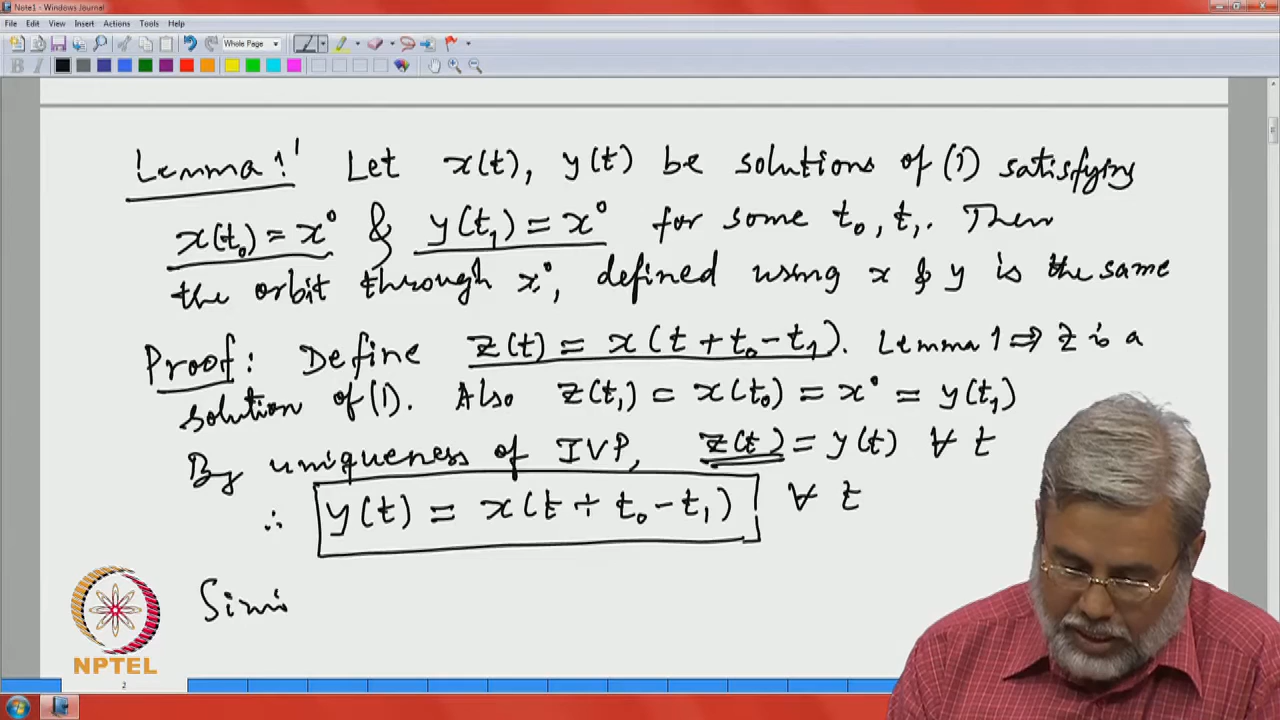 Note1 - Windows Journal
File Edit View Insert Actions Tools Help
Whole Page
Lemma 1' Let x(t), y(t) be solutions of (1) satisfying
x(t₀) = x⁰ & y(t₁) = x⁰ for some t₀, t₁. Then
the orbit through x⁰, defined using x & y is the same
Proof: Define z(t) = x(t + t₀ - t₁). Lemma 1 ⇒ z is a
solution of (1). Also z(t₁) = x(t₀) = x⁰ = y(t₁)
By uniqueness of IVP, z(t) = y(t) ∀ t
∴ y(t) = x(t + t₀ - t₁) ∀ t
Simi
NPTEL
2